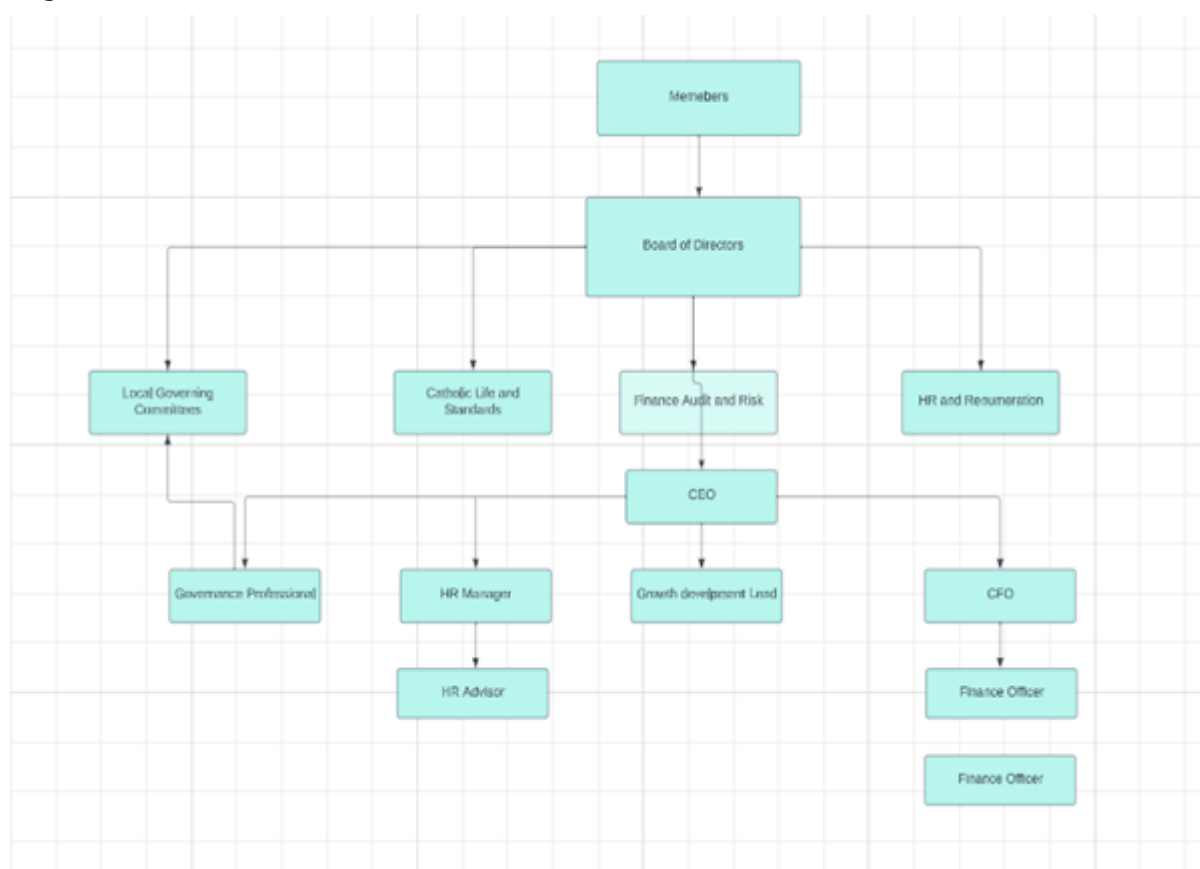 Memebers
Board of Directors
Local Governing
Committees
Catholic Life and
Standards
Finance Audit and Risk
HR and Renumeration
CEO
Governance Professional
HR Manager
Growth develpment Lead
CFO
HR Advisor
Finance Officer
Finance Officer